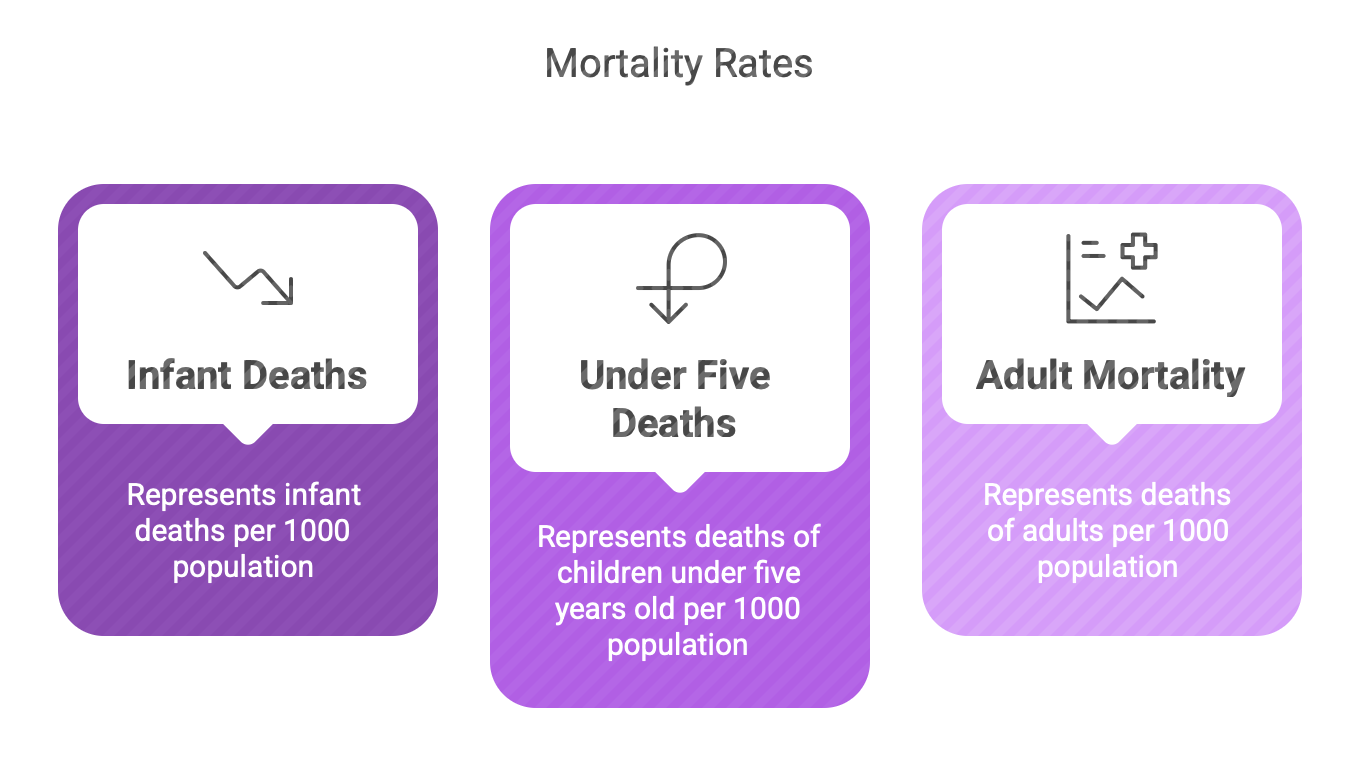 Mortality Rates
Infant Deaths
Represents infant
deaths per 1000
population
Under Five
Deaths
Represents deaths of
children under five
years old per 1000
population
Adult Mortality
Represents deaths
of adults per 1000
population